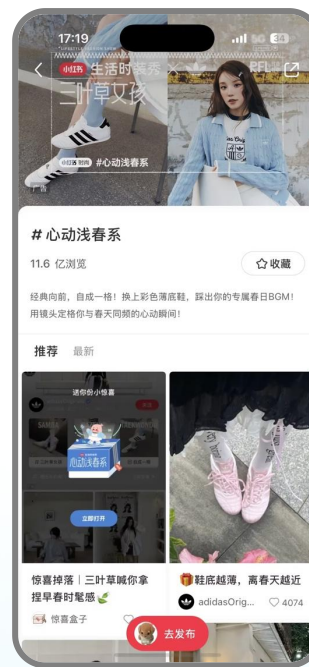 17:19
5G 34
小红书 生活时装秀
三叶草女孩
小红书 时尚 #心动浅春系
广告
# 心动浅春系
11.6 亿浏览
☆收藏
经典向前，自成一格！换上彩色薄底鞋，踩出你的专属春日BGM！
用镜头定格你与春天同频的心动瞬间！
推荐 最新
送你份小惊喜
心动浅春系
立即打开
惊喜掉落｜三叶草喊你拿
捏早春时髦感🌿
惊喜盒子
🎁鞋底越薄，离春天越近
adidasOrig... ♡ 4074
去发布